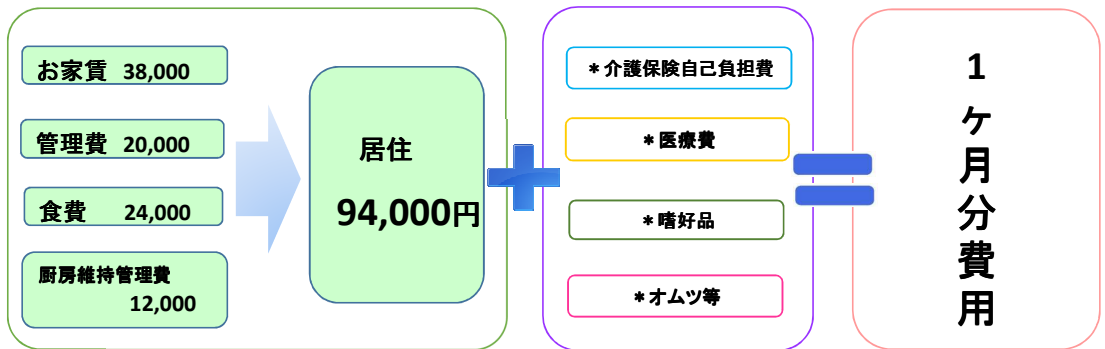 お家賃 38,000
管理費 20,000
食費 24,000
厨房維持管理費
12,000
居住
94,000円
＊介護保険自己負担費
＊医療費
＊嗜好品
＊オムツ等
1ヶ月分費用